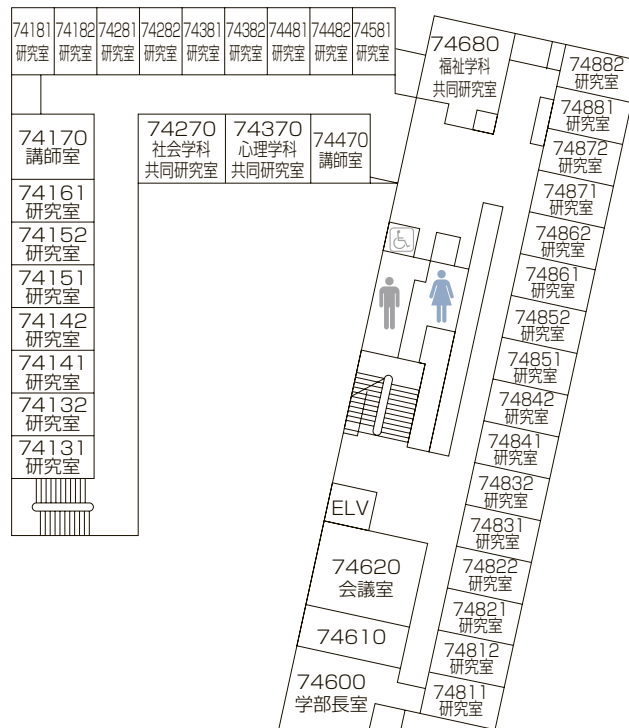 74181
研究室
74182
研究室
74281
研究室
74282
研究室
74381
研究室
74382
研究室
74481
研究室
74482
研究室
74581
研究室
74170
講師室
74161
研究室
74152
研究室
74151
研究室
74142
研究室
74141
研究室
74132
研究室
74131
研究室
74270
社会学科
共同研究室
74370
心理学科
共同研究室
74470
講師室
74680
福祉学科
共同研究室
74882
研究室
74881
研究室
74872
研究室
74871
研究室
74862
研究室
74861
研究室
74852
研究室
74851
研究室
74842
研究室
74841
研究室
74832
研究室
74831
研究室
74822
研究室
74821
研究室
74812
研究室
74811
研究室
ELV
74620
会議室
74610
74600
学部長室